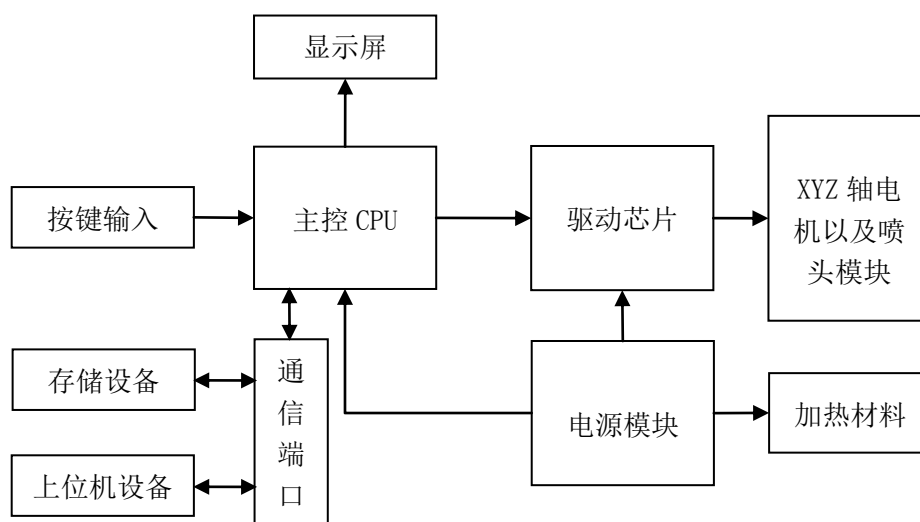 显示屏
按键输入
主控 CPU
驱动芯片
XYZ 轴电
机以及喷
头模块
存储设备
通
信
端
口
电源模块
加热材料
上位机设备